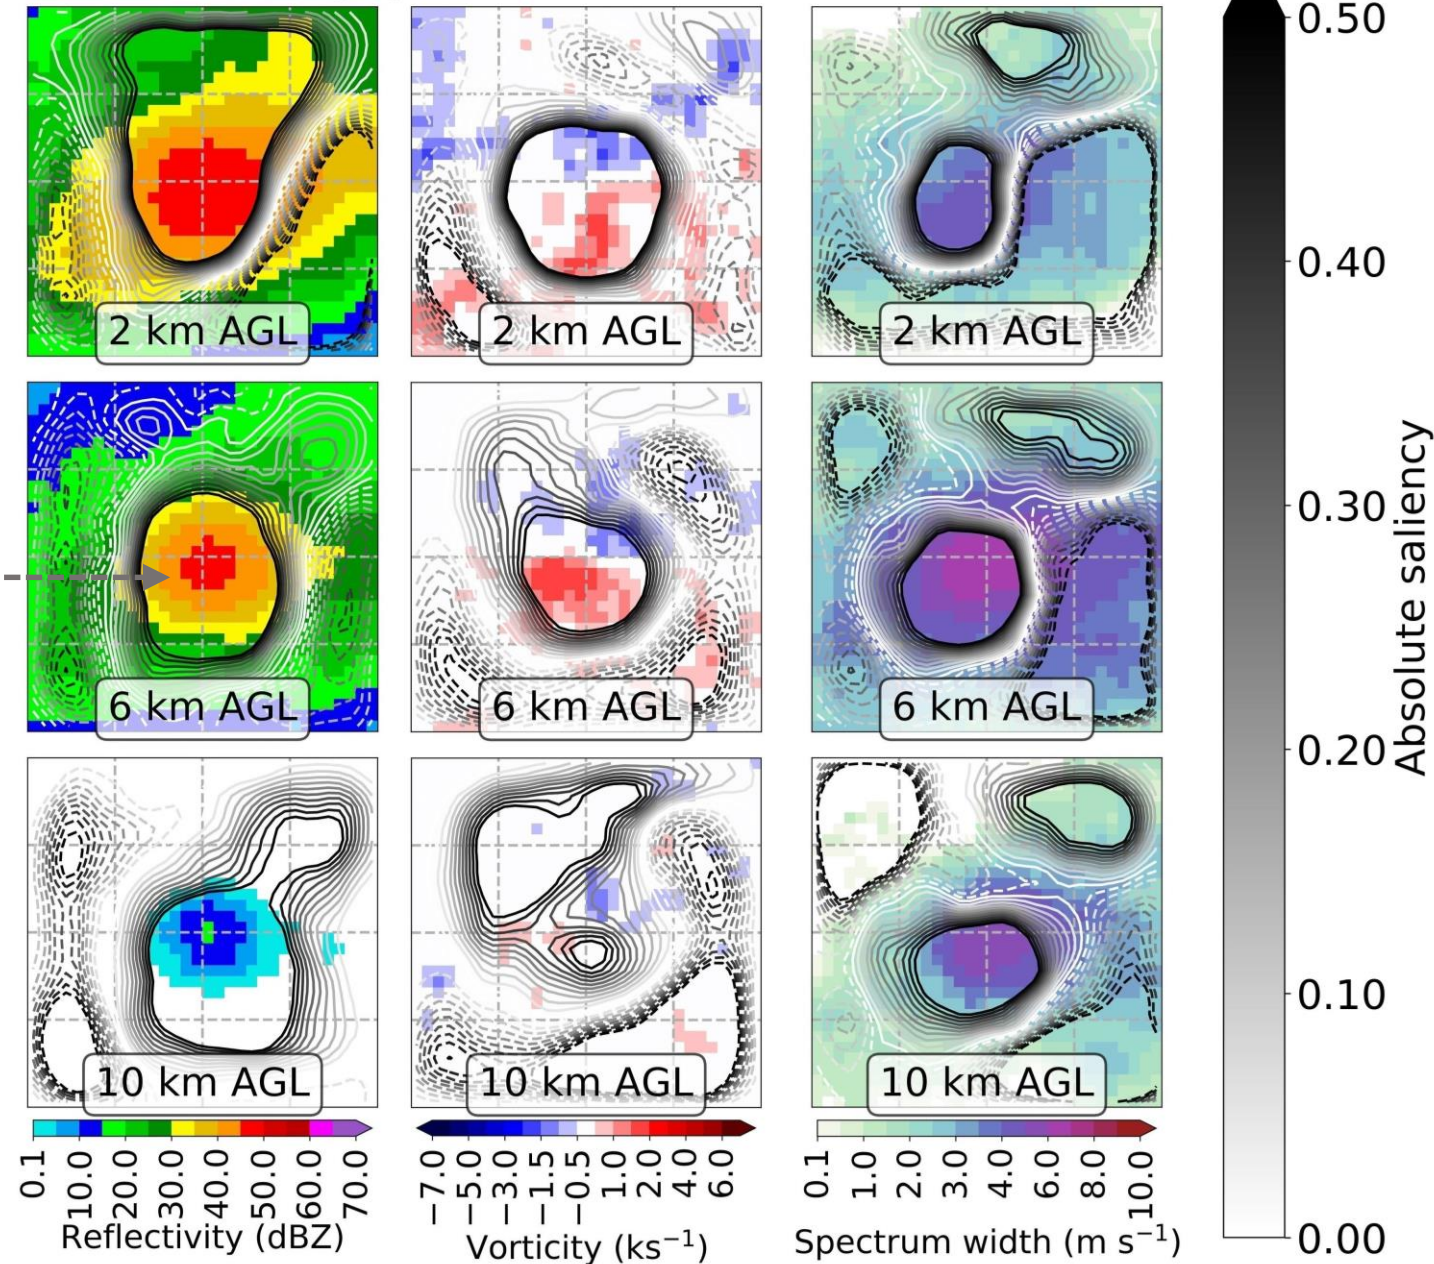 2 km AGL
2 km AGL
2 km AGL
6 km AGL
6 km AGL
6 km AGL
10 km AGL
10 km AGL
10 km AGL
0.1 10.0 20.0 30.0 40.0 50.0 60.0 70.0
Reflectivity (dBZ)
−7.0 −5.0 −3.0 −1.5 −0.5 1.0 2.0 4.0 6.0
Vorticity (ks⁻¹)
0.1 1.0 2.0 3.0 4.0 6.0 8.0 10.0
Spectrum width (m s⁻¹)
0.50
0.40
0.30
0.20
0.10
0.00
Absolute saliency